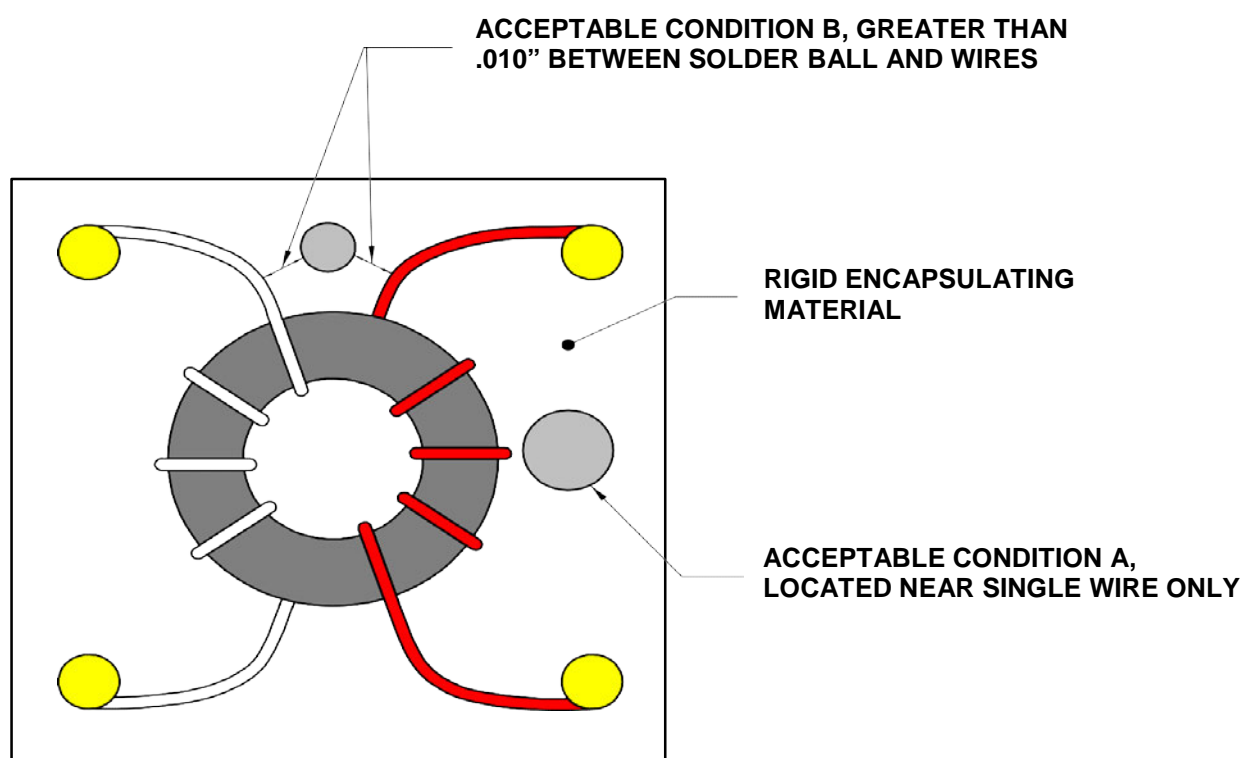 ACCEPTABLE CONDITION B, GREATER THAN
.010” BETWEEN SOLDER BALL AND WIRES
RIGID ENCAPSULATING
MATERIAL
ACCEPTABLE CONDITION A,
LOCATED NEAR SINGLE WIRE ONLY